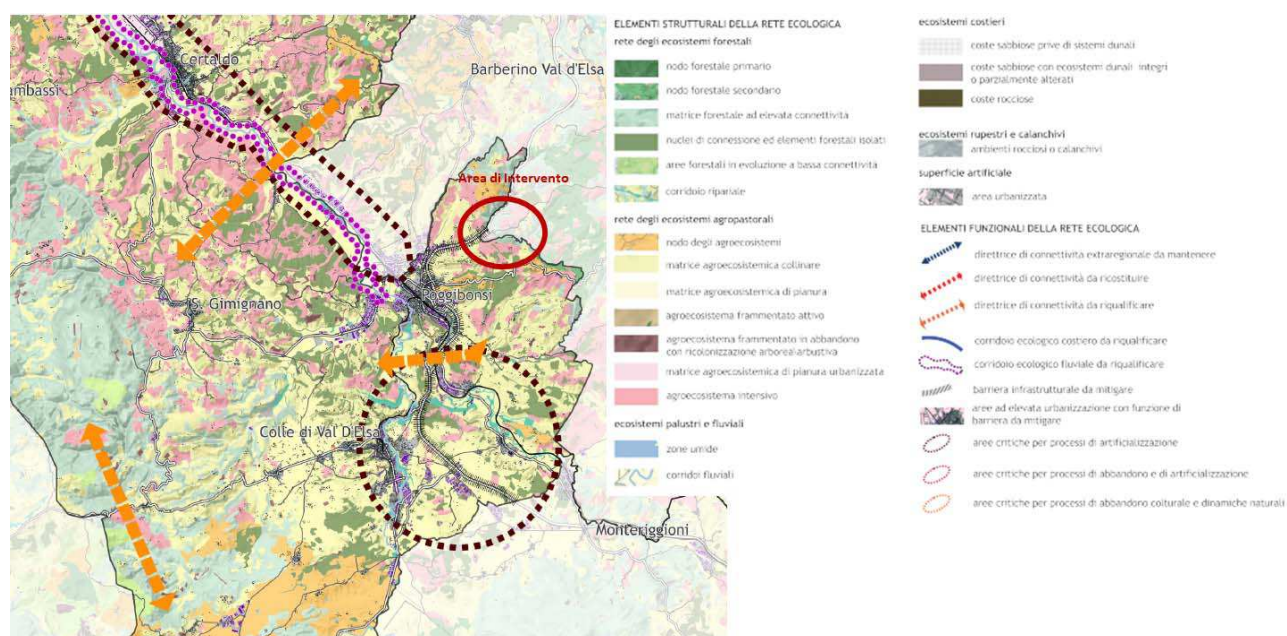 Certaldo
ambassi
Barberino Val d'Elsa
Area di Intervento
S. Gimignano
Poggibonsi
Colle di Val D'Elsa
Monteriggioni
ELEMENTI STRUTTURALI DELLA RETE ECOLOGICA
rete degli ecosistemi forestali
nodo forestale primario
nodo forestale secondario
matrice forestale ad elevata connettività
nuclei di connessione ed elementi forestali isolati
aree forestali in evoluzione a bassa connettività
corridoio ripariale
rete degli ecosistemi agropastorali
nodo degli agroecosistemi
matrice agroecosistemica collinare
matrice agroecosistemica di pianura
agroecosistema frammentato attivo
agroecosistema frammentato in abbandono
con ricolonizzazione arborea\arbustiva
matrice agroecosistemica di pianura urbanizzata
agroecosistema intensivo
ecosistemi palustri e fluviali
zone umide
corridoi fluviali
ecosistemi costieri
coste sabbiose prive di sistemi dunali
coste sabbiose con ecosistemi dunali integri
o parzialmente alterati
coste rocciose
ecosistemi rupestri e calanchivi
ambienti rocciosi o calanchivi
superficie artificiale
area urbanizzata
ELEMENTI FUNZIONALI DELLA RETE ECOLOGICA
direttrice di connettività extraregionale da mantenere
direttrice di connettività da ricostituire
direttrice di connettività da riqualificare
corridoio ecologico costiero da riqualificare
corridoio ecologico fluviale da riqualificare
barriera infrastrutturale da mitigare
aree ad elevata urbanizzazione con funzione di
barriera da mitigare
aree critiche per processi di artificializzazione
aree critiche per processi di abbandono e di artificializzazione
aree critiche per processi di abbandono colturale e dinamiche naturali